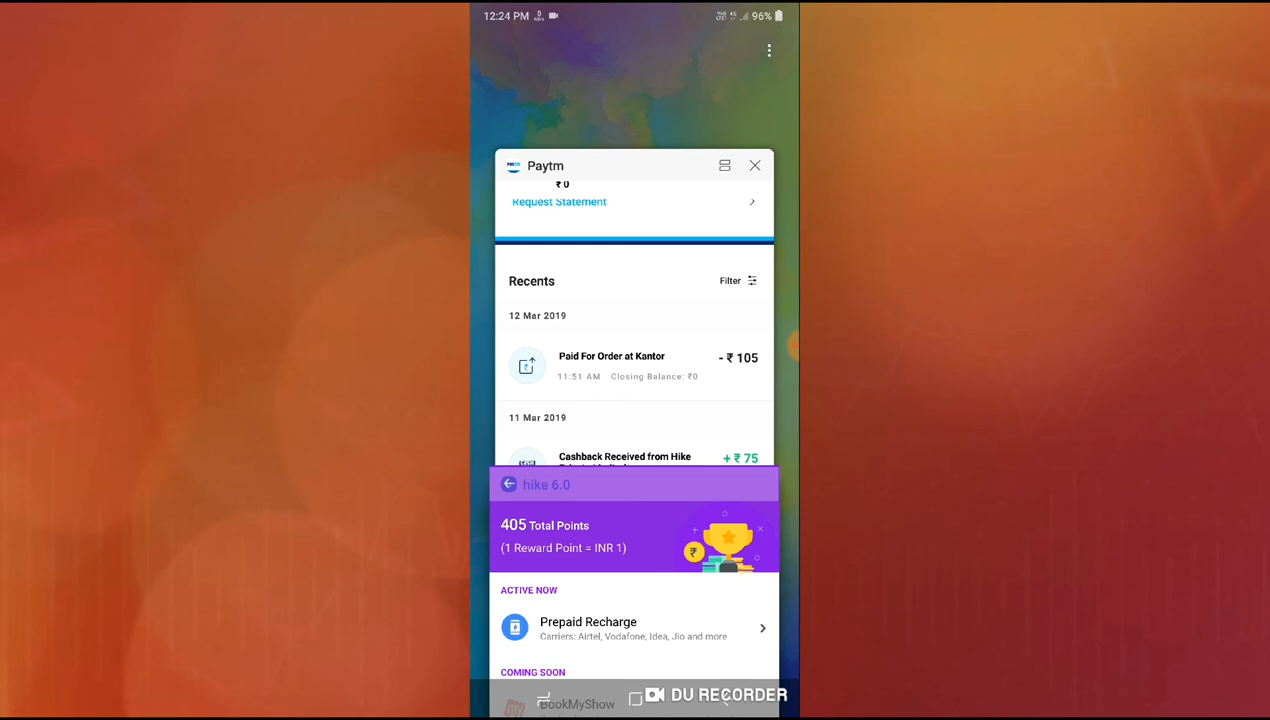 12:24 PM 0 96%
Paytm
₹ 0
Request Statement
Recents
Filter
12 Mar 2019
Paid For Order at Kantor
- ₹ 105
11:51 AM Closing Balance: ₹0
11 Mar 2019
Cashback Received from Hike
+ ₹ 75
hike 6.0
405 Total Points
(1 Reward Point = INR 1)
ACTIVE NOW
Prepaid Recharge
Carriers: Airtel, Vodafone, Idea, Jio and more
COMING SOON
BookMyShow
DU RECORDER